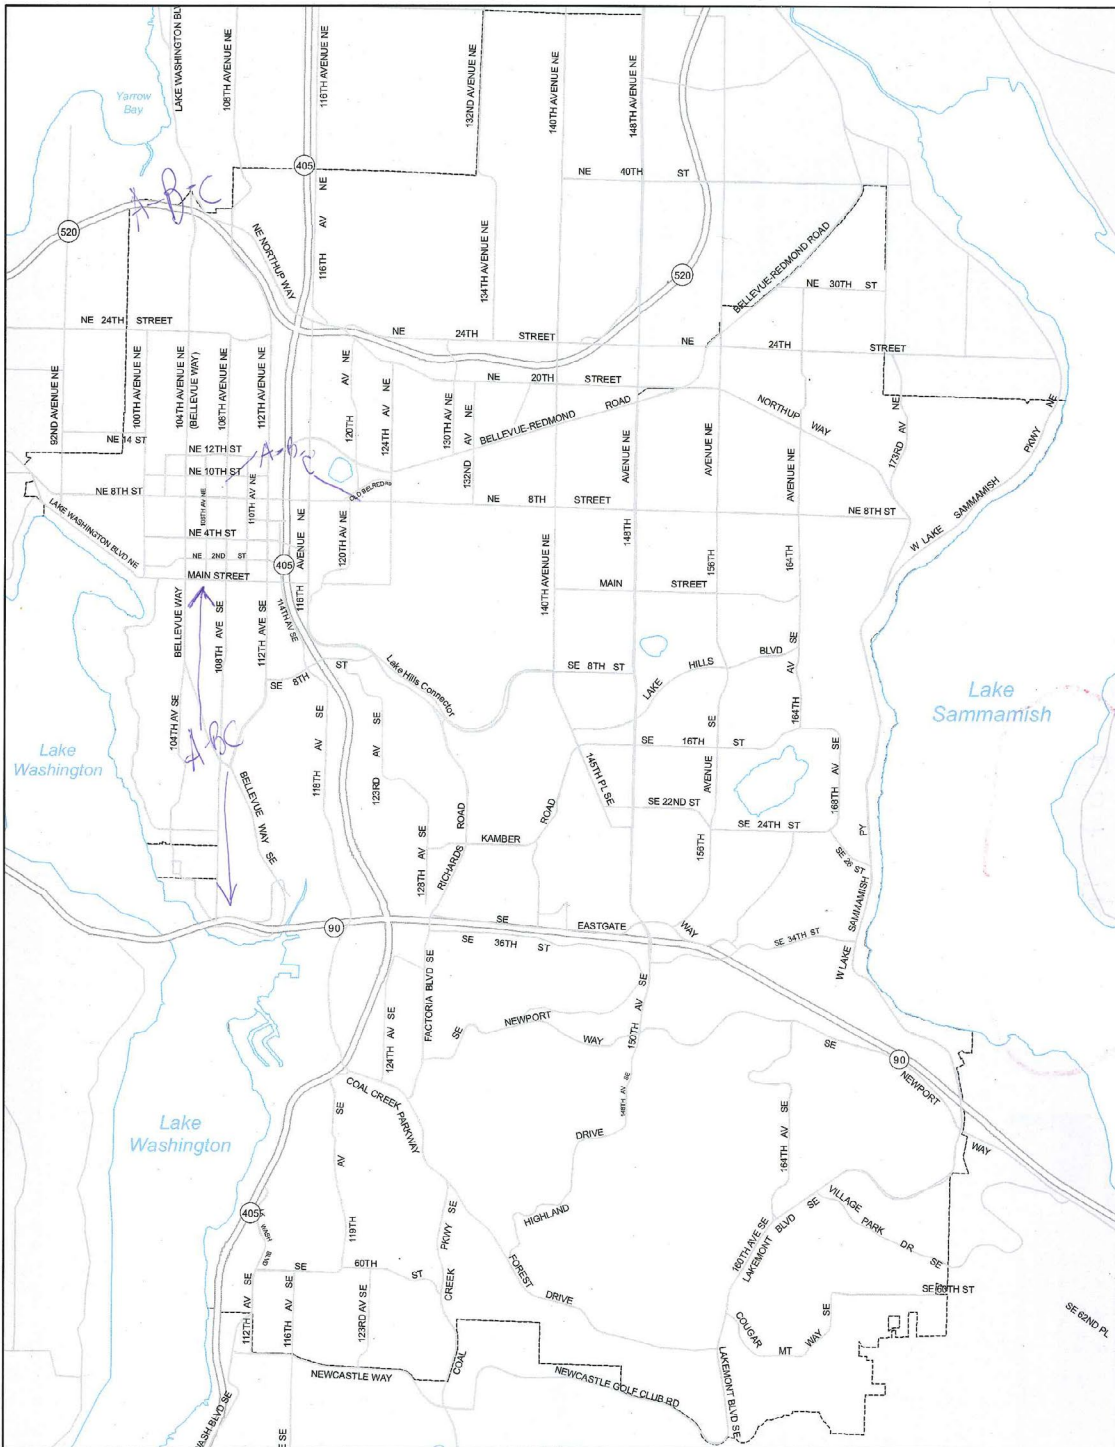 LAKE WASHINGTON BLV
108TH AVENUE NE
116TH AVENUE NE
132ND AVENUE NE
140TH AVENUE NE
148TH AVENUE NE
Yarrow
Bay
405
NE 40TH ST
A-B-C
116TH AV NE
520
NE NORTHUP WAY
134TH AVENUE NE
BELLEVUE-REDMOND ROAD
520
NE 30TH ST
NE 24TH STREET
NE 24TH STREET
NE 24TH STREET
92ND AVENUE NE
100TH AVENUE NE
104TH AVENUE NE
(BELLEVUE WAY)
108TH AVENUE NE
112TH AVENUE NE
120TH AV NE
124TH AV NE
130TH AV NE
132ND AV NE
NE 20TH STREET
BELLEVUE-REDMOND ROAD
NORTHUP WAY
173RD AV NE
W LAKE SAMMAMISH PKWY NE
NE 14 ST
NE 12TH ST
NE 10TH ST
A-B-C
NE 8TH ST
OLD BELRED RD
NE 8TH STREET
NE 8TH ST
140TH AVENUE NE
148TH AVENUE NE
156TH AVENUE NE
164TH AVENUE NE
LAKE WASHINGTON BLVD NE
108TH AV NE
110TH AV NE
NE 4TH ST
NE 2ND ST
MAIN STREET
405
116TH AVENUE NE
120TH AV NE
114TH AV SE
MAIN STREET
BELLEVUE WAY
108TH AVE SE
112TH AVE SE
SE 8TH ST
Lake Hills Connector
SE 8TH ST
LAKE HILLS BLVD
164TH AV SE
Lake
Sammamish
104TH AV SE
A-BC
Lake
Washington
BELLEVUE WAY SE
118TH AV SE
123RD AV SE
145TH PL SE
SE 16TH ST
156TH AVENUE SE
168TH AV SE
SE 22ND ST
SE 24TH ST
SE 26 ST
128TH AV SE
RICHARDS ROAD
KAMBER ROAD
W LAKE SAMMAMISH PY
90
SE EASTGATE WAY
SE 36TH ST
SE 34TH ST
FACTORIA BLVD SE
124TH AV SE
SE NEWPORT WAY
150TH AV SE
SE NEWPORT WAY
90
COAL CREEK PARKWAY
148TH AV SE
164TH AV SE
Lake
Washington
HIGHLAND DRIVE
VILLAGE PARK DR SE
160TH AVE SE
LAKEMONT BLVD SE
405
WASH BLVD
119TH AV SE
SE 60TH ST
COAL CREEK PKWY SE
FOREST DRIVE
112TH AV SE
116TH AV SE
123RD AV SE
COUGAR MT WAY SE
SE 60TH ST
SE 62ND PL
NEWCASTLE WAY
NEWCASTLE GOLF CLUB RD
LAKEMONT BLVD SE
WASH BLVD SE
E SE